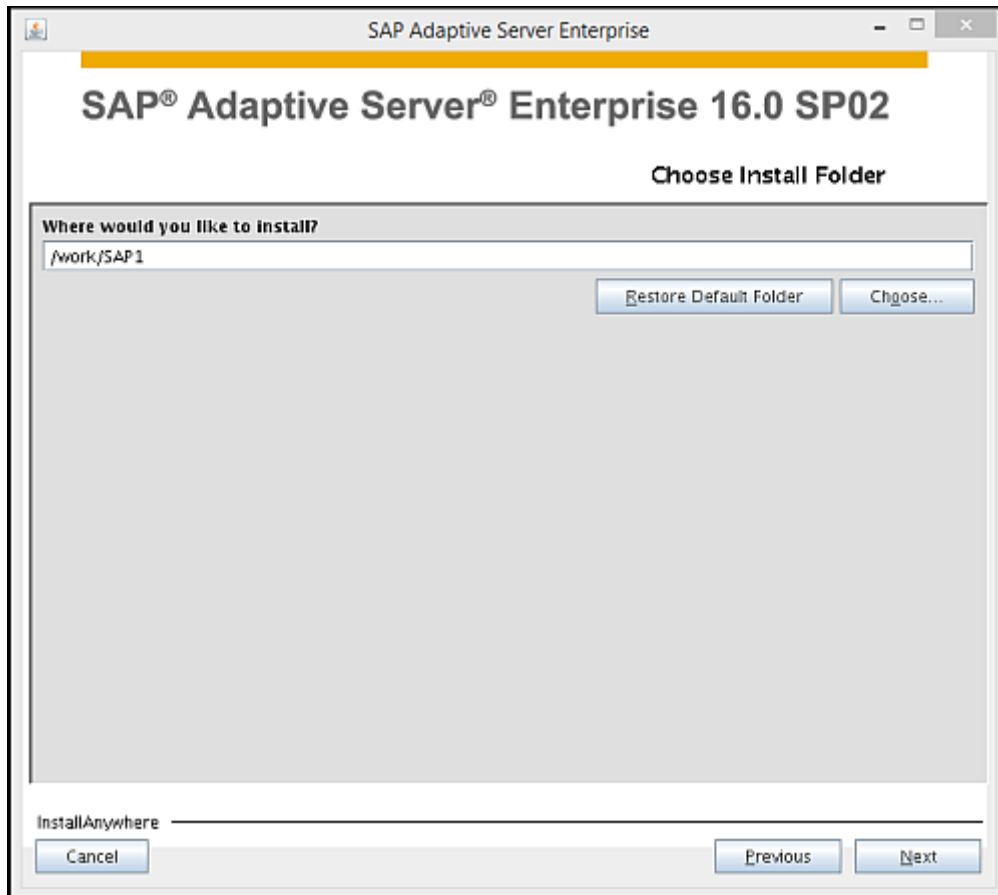 SAP Adaptive Server Enterprise
SAP® Adaptive Server® Enterprise 16.0 SP02
Choose Install Folder
Where would you like to install?
/work/SAP1
Restore Default Folder
Choose...
InstallAnywhere
Cancel
Previous
Next